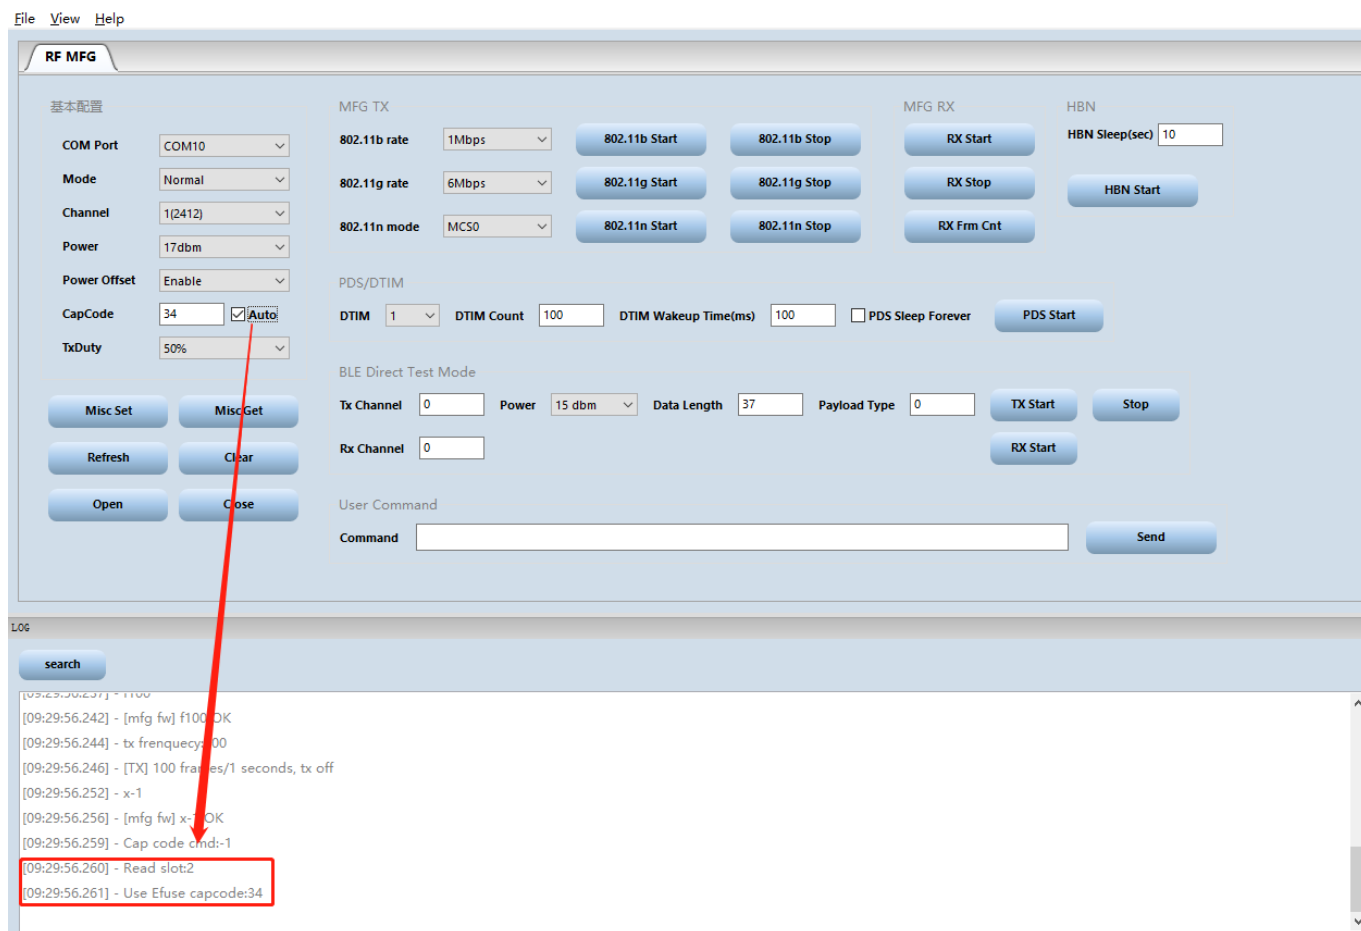 File View Help
RF MFG
基本配置
COM Port COM10
Mode Normal
Channel 1(2412)
Power 17dbm
Power Offset Enable
CapCode 34 Auto
TxDuty 50%
Misc Set Misc Get
Refresh Clear
Open Close
MFG TX
802.11b rate 1Mbps 802.11b Start 802.11b Stop
802.11g rate 6Mbps 802.11g Start 802.11g Stop
802.11n mode MCS0 802.11n Start 802.11n Stop
MFG RX
RX Start
RX Stop
RX Frm Cnt
HBN
HBN Sleep(sec) 10
HBN Start
PDS/DTIM
DTIM 1 DTIM Count 100 DTIM Wakeup Time(ms) 100 PDS Sleep Forever PDS Start
BLE Direct Test Mode
Tx Channel 0 Power 15 dbm Data Length 37 Payload Type 0 TX Start Stop
Rx Channel 0 RX Start
User Command
Command Send
LOG
search
[09:29:56.237] - f100
[09:29:56.242] - [mfg fw] f100 OK
[09:29:56.244] - tx frenquecy:100
[09:29:56.246] - [TX] 100 frames/1 seconds, tx off
[09:29:56.252] - x-1
[09:29:56.256] - [mfg fw] x-1 OK
[09:29:56.259] - Cap code cmd:-1
[09:29:56.260] - Read slot:2
[09:29:56.261] - Use Efuse capcode:34